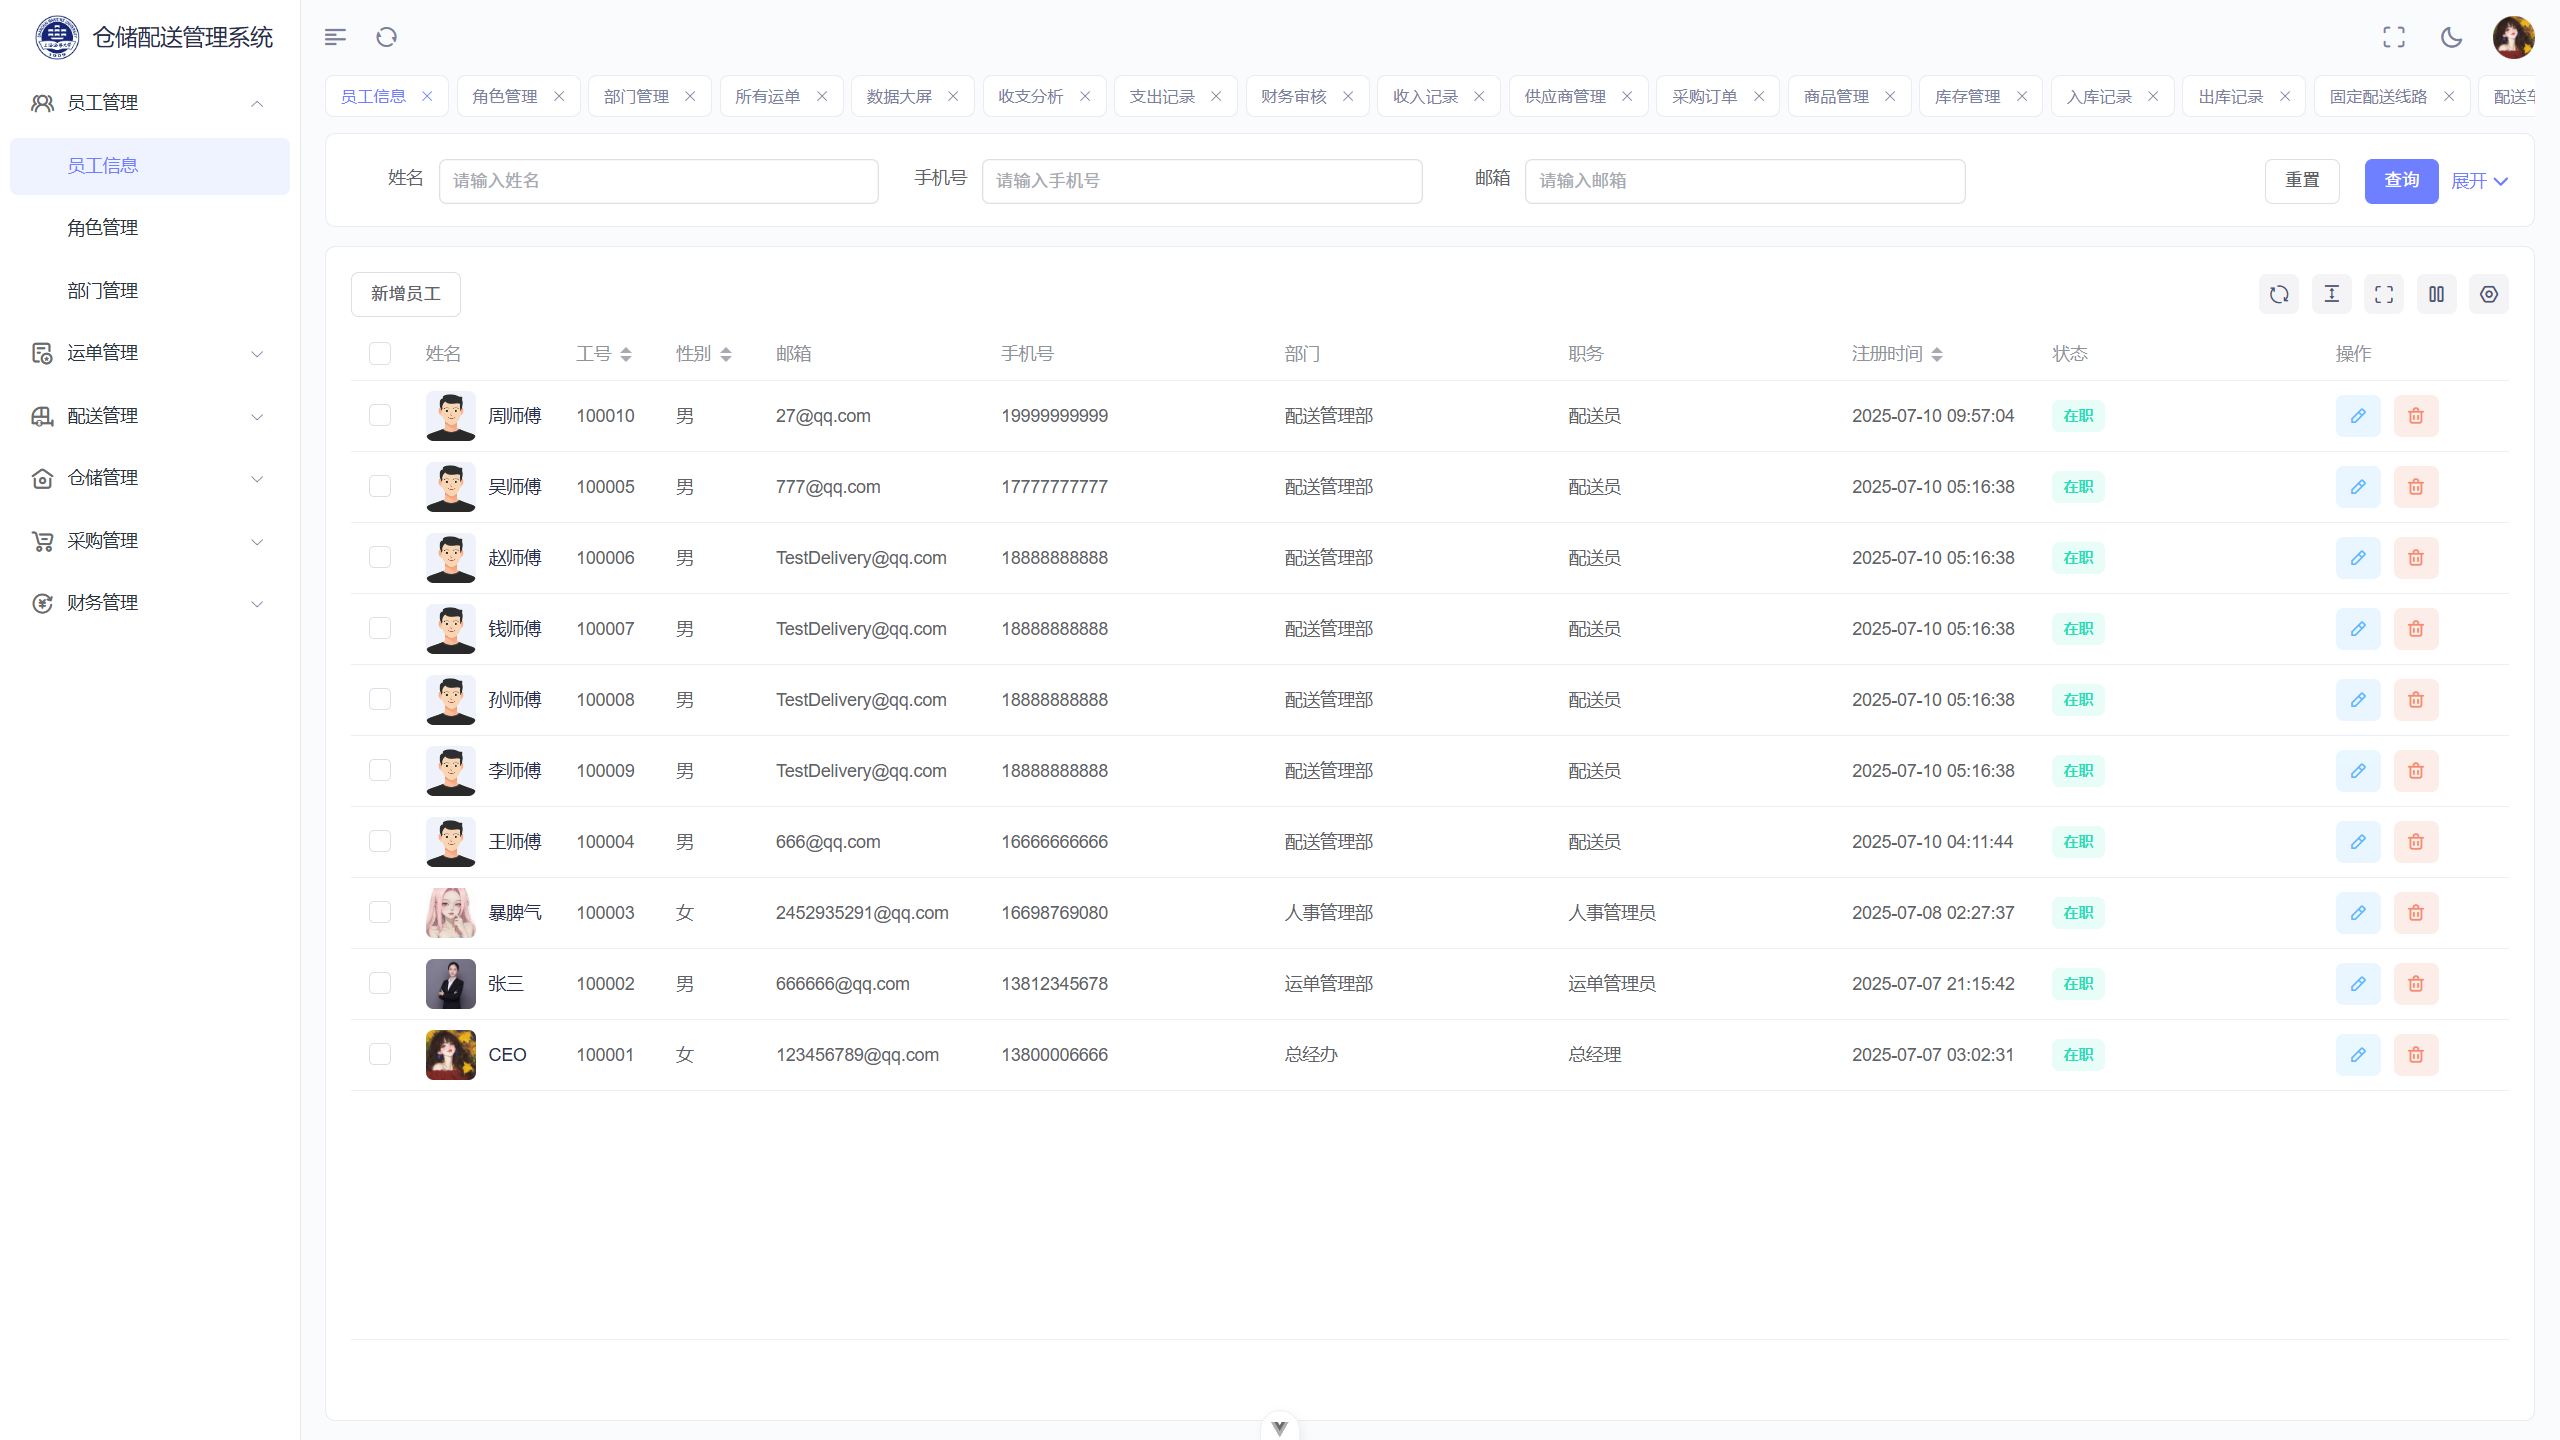 仓储配送管理系统
员工管理
员工信息
角色管理
部门管理
运单管理
配送管理
仓储管理
采购管理
财务管理
员工信息 角色管理 部门管理 所有运单 数据大屏 收支分析 支出记录 财务审核 收入记录 供应商管理 采购订单 商品管理 库存管理 入库记录 出库记录 固定配送线路 配送车
姓名 请输入姓名 手机号 请输入手机号 邮箱 请输入邮箱 重置 查询 展开
新增员工
姓名 工号 性别 邮箱 手机号 部门 职务 注册时间 状态 操作
周师傅 100010 男 27@qq.com 19999999999 配送管理部 配送员 2025-07-10 09:57:04 在职
吴师傅 100005 男 777@qq.com 17777777777 配送管理部 配送员 2025-07-10 05:16:38 在职
赵师傅 100006 男 TestDelivery@qq.com 18888888888 配送管理部 配送员 2025-07-10 05:16:38 在职
钱师傅 100007 男 TestDelivery@qq.com 18888888888 配送管理部 配送员 2025-07-10 05:16:38 在职
孙师傅 100008 男 TestDelivery@qq.com 18888888888 配送管理部 配送员 2025-07-10 05:16:38 在职
李师傅 100009 男 TestDelivery@qq.com 18888888888 配送管理部 配送员 2025-07-10 05:16:38 在职
王师傅 100004 男 666@qq.com 16666666666 配送管理部 配送员 2025-07-10 04:11:44 在职
暴脾气 100003 女 2452935291@qq.com 16698769080 人事管理部 人事管理员 2025-07-08 02:27:37 在职
张三 100002 男 666666@qq.com 13812345678 运单管理部 运单管理员 2025-07-07 21:15:42 在职
CEO 100001 女 123456789@qq.com 13800006666 总经办 总经理 2025-07-07 03:02:31 在职